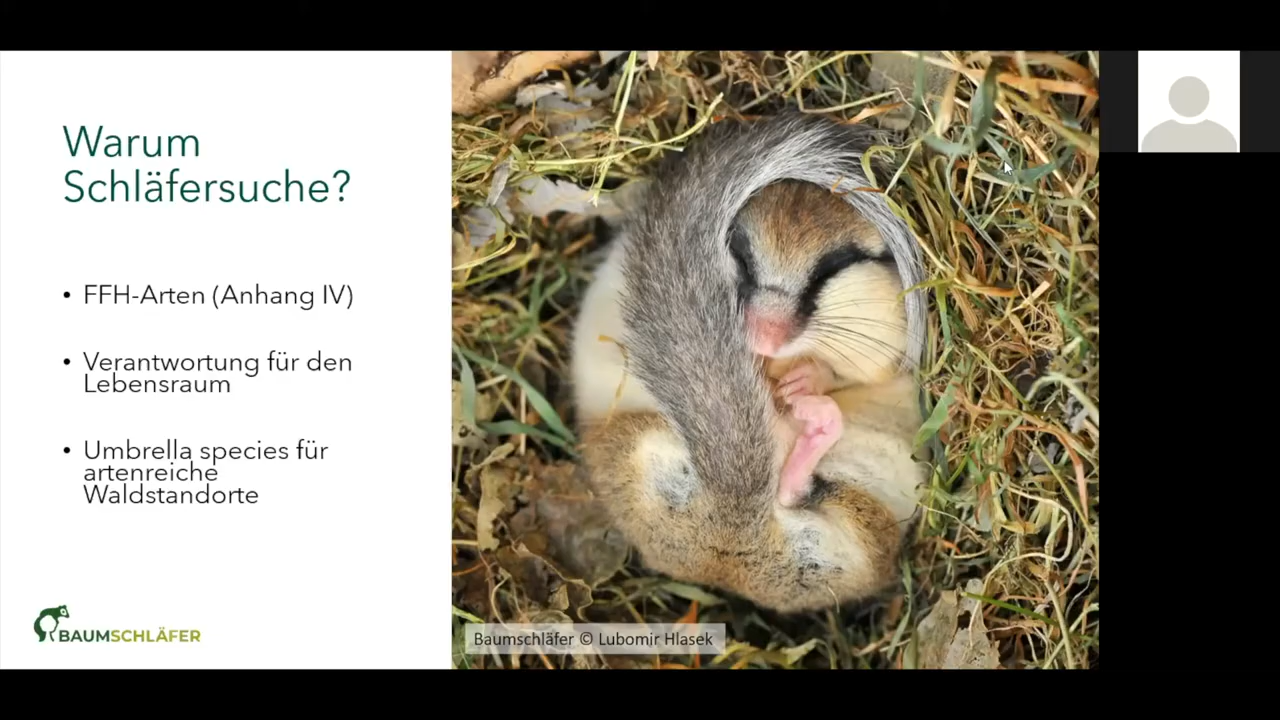 Warum
Schläfersuche?
• FFH-Arten (Anhang IV)
• Verantwortung für den
Lebensraum
• Umbrella species für
artenreiche
Waldstandorte
BAUMSCHLÄFER
Baumschläfer © Lubomir Hlasek